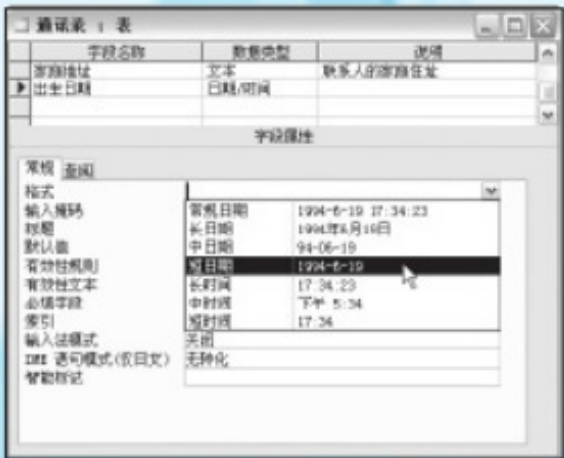 通讯录 : 表
字段名称 数据类型 说明
家庭地址 文本 联系人的家庭住址
出生日期 日期/时间
字段属性
常规 查阅
格式
输入掩码 常规日期 1994-6-19 17:34:23
标题 长日期 1994年6月19日
默认值 中日期 94-06-19
有效性规则 短日期 1994-6-19
有效性文本 长时间 17:34:23
必填字段 中时间 下午 5:34
索引 短时间 17:34
输入法模式 关闭
IME 语句模式(仅日文) 无转化
智能标记